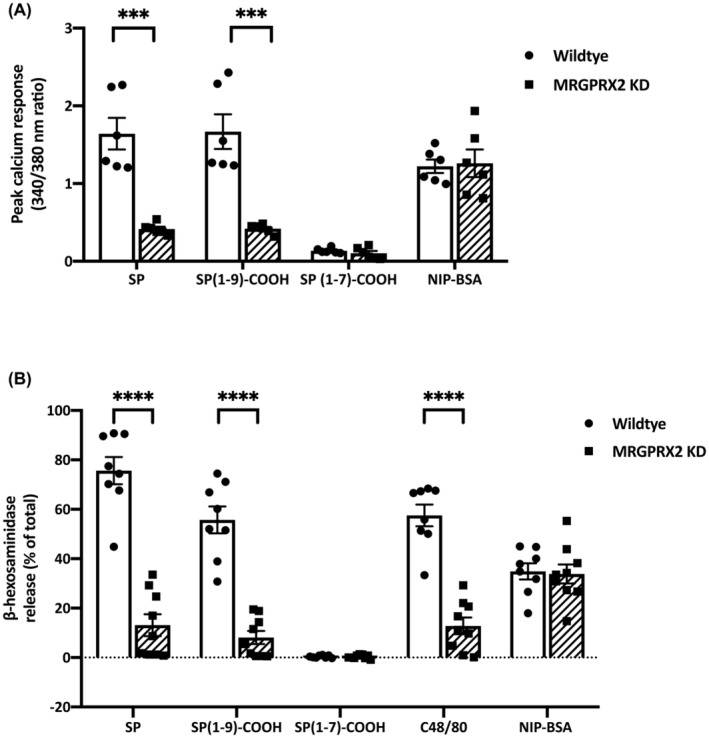 (A)
*** ***
3
2
1
0
Peak calcium response
(340/380 nm ratio)
Wildtye
MRGPRX2 KD
SP SP(1-9)-COOH SP (1-7)-COOH NIP-BSA
(B)
**** **** ****
100
80
60
40
20
0
-20
β-hexosaminidase
release (% of total)
Wildtye
MRGPRX2 KD
SP SP(1-9)-COOH SP(1-7)-COOH C48/80 NIP-BSA